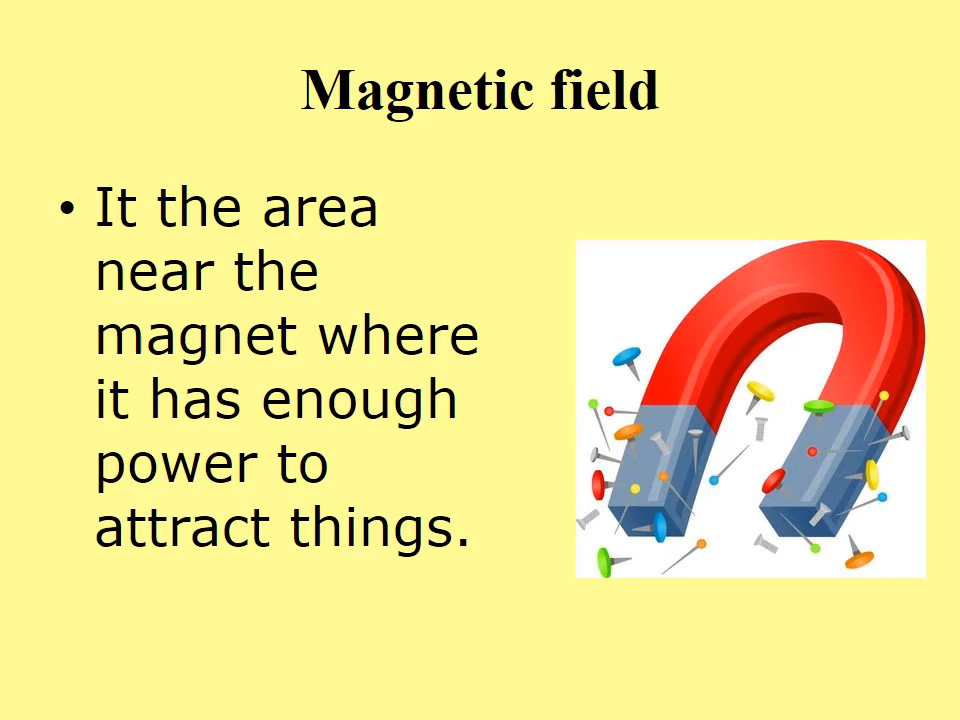 Magnetic field
• It the area
near the
magnet where
it has enough
power to
attract things.